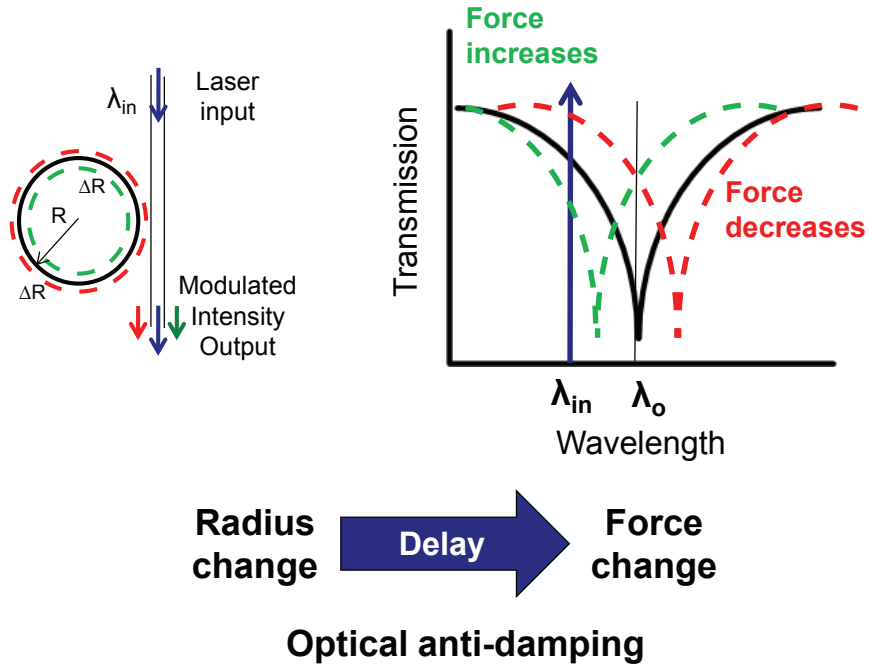 λin
Laser
input
ΔR
R
ΔR
Modulated
Intensity
Output
Force
increases
Transmission
Force
decreases
λin
λo
Wavelength
Radius
change
Delay
Force
change
Optical anti-damping